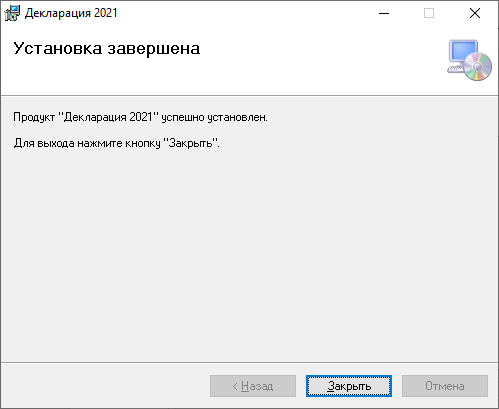 Декларация 2021
Установка завершена
Продукт "Декларация 2021" успешно установлен.
Для выхода нажмите кнопку "Закрыть".
< Назад
Закрыть
Отмена